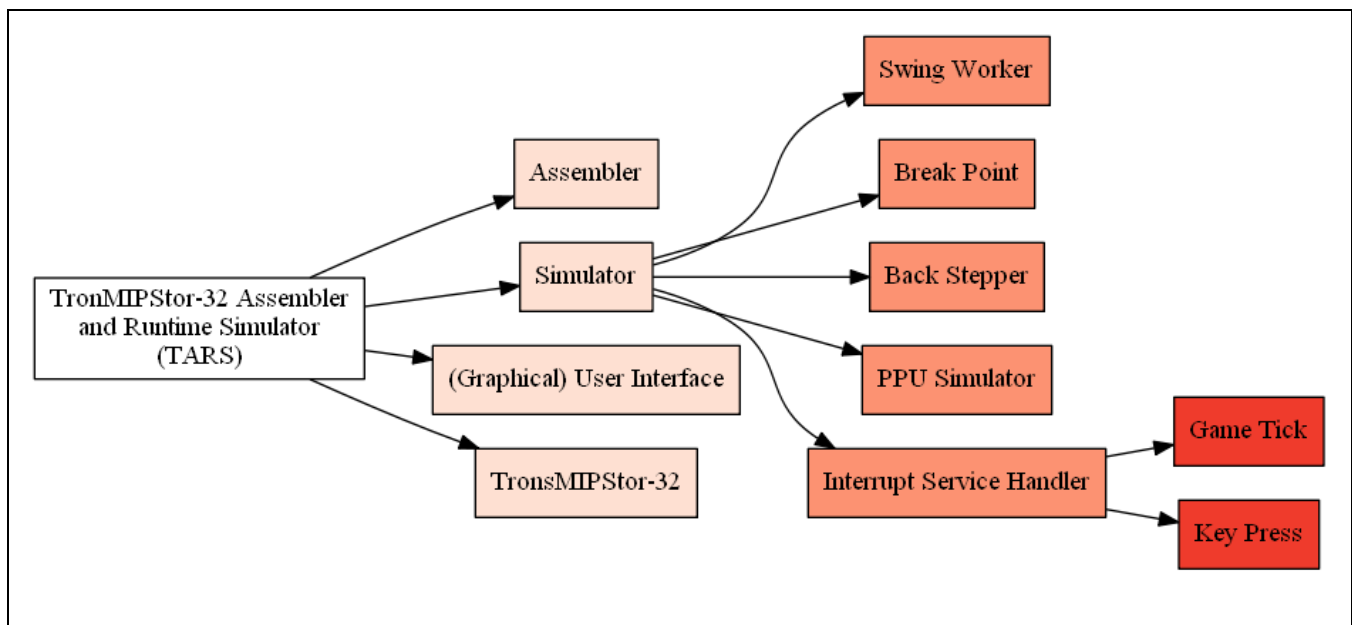 TronMIPStor-32 Assembler
and Runtime Simulator
(TARS)
Assembler
Simulator
(Graphical) User Interface
TronsMIPStor-32
Swing Worker
Break Point
Back Stepper
PPU Simulator
Interrupt Service Handler
Game Tick
Key Press